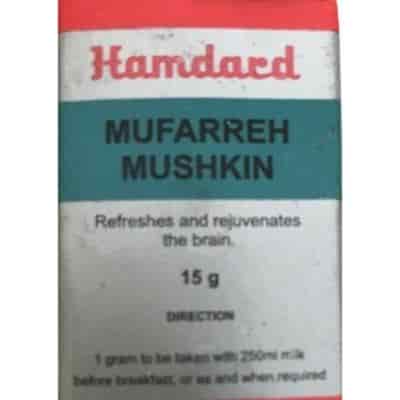 Hamdard
MUFARREH
MUSHKIN
Refreshes and rejuvenates
the brain.
15 g
DIRECTION
1 gram to be taken with 250ml milk
before breakfast, or as and when required